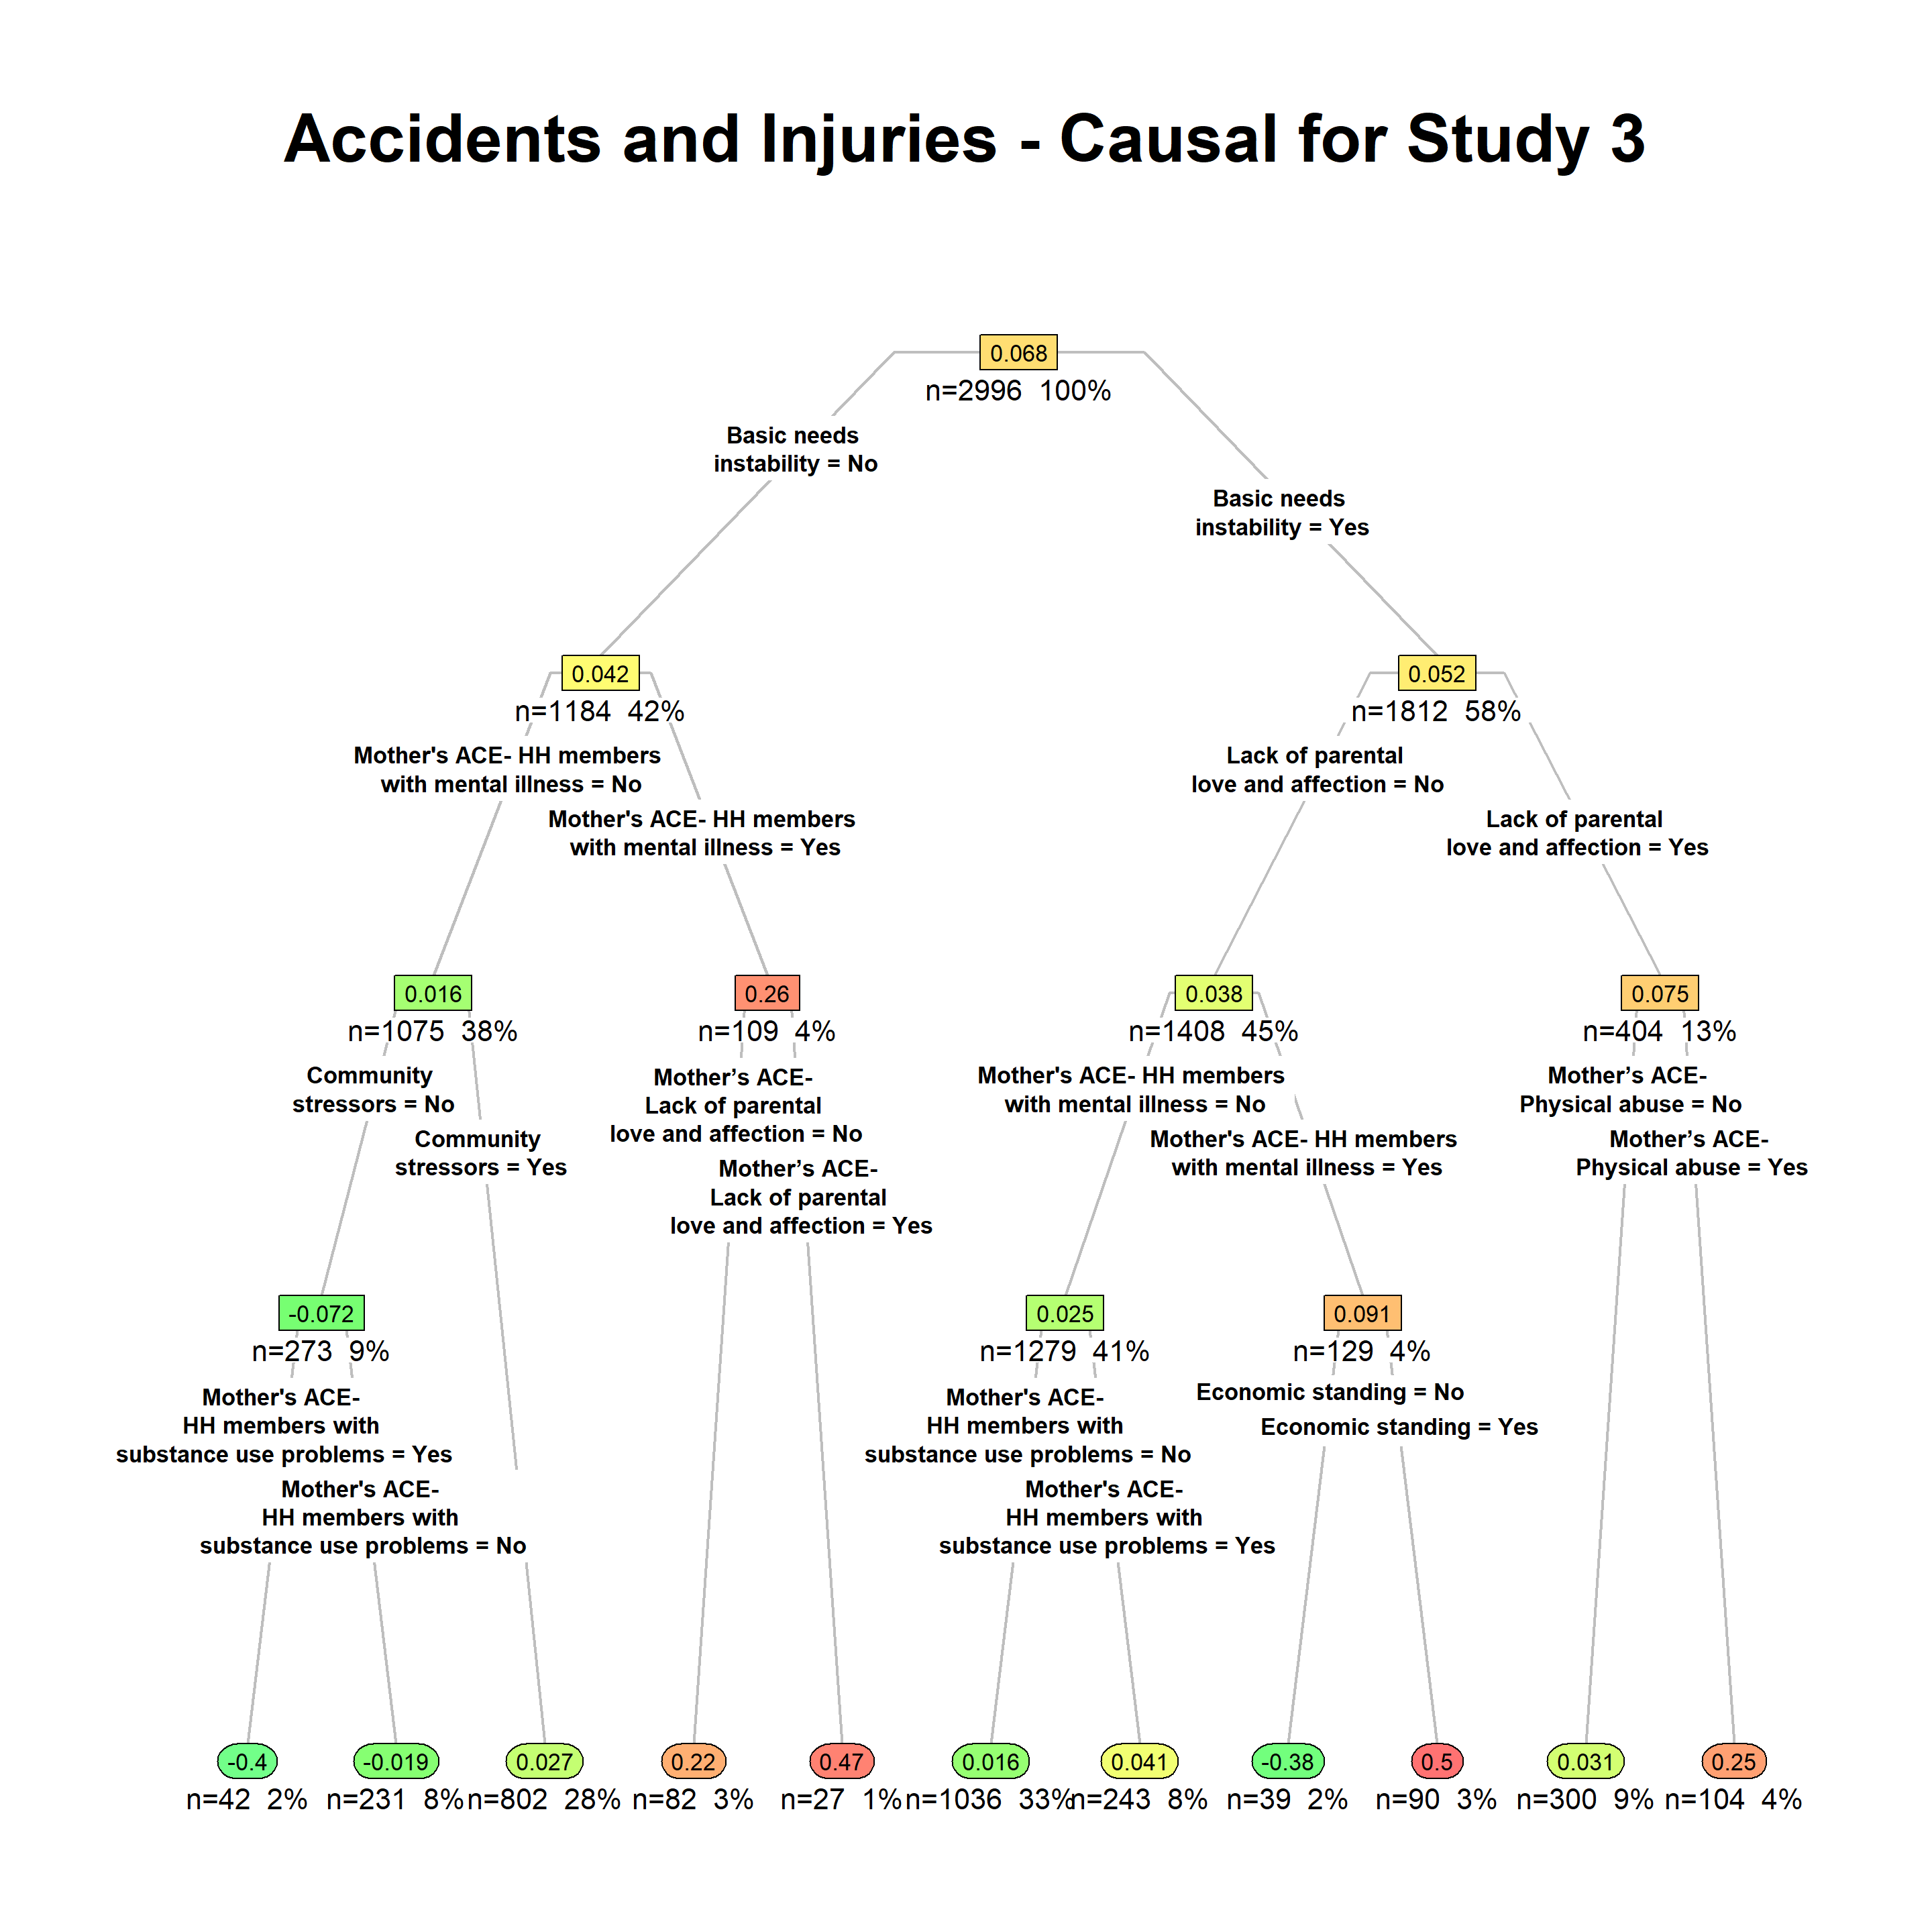 Accidents and Injuries - Causal for Study 3
0.068
n=2996 100%
Basic needs
instability = No
Basic needs
instability = Yes
0.042
n=1184 42%
0.052
n=1812 58%
Mother's ACE- HH members
with mental illness = No
Mother's ACE- HH members
with mental illness = Yes
Lack of parental
love and affection = No
Lack of parental
love and affection = Yes
0.016
n=1075 38%
0.26
n=109 4%
0.038
n=1408 45%
0.075
n=404 13%
Community
stressors = No
Community
stressors = Yes
Mother’s ACE-
Lack of parental
love and affection = No
Mother’s ACE-
Lack of parental
love and affection = Yes
Mother's ACE- HH members
with mental illness = No
Mother's ACE- HH members
with mental illness = Yes
Mother’s ACE-
Physical abuse = No
Mother’s ACE-
Physical abuse = Yes
-0.072
n=273 9%
0.025
n=1279 41%
0.091
n=129 4%
Mother's ACE-
HH members with
substance use problems = Yes
Mother's ACE-
HH members with
substance use problems = No
Mother's ACE-
HH members with
substance use problems = No
Mother's ACE-
HH members with
substance use problems = Yes
Economic standing = No
Economic standing = Yes
-0.4
n=42 2%
-0.019
n=231 8%
0.027
n=802 28%
0.22
n=82 3%
0.47
n=27 1%
0.016
n=1036 33%
0.041
n=243 8%
-0.38
n=39 2%
0.5
n=90 3%
0.031
n=300 9%
0.25
n=104 4%